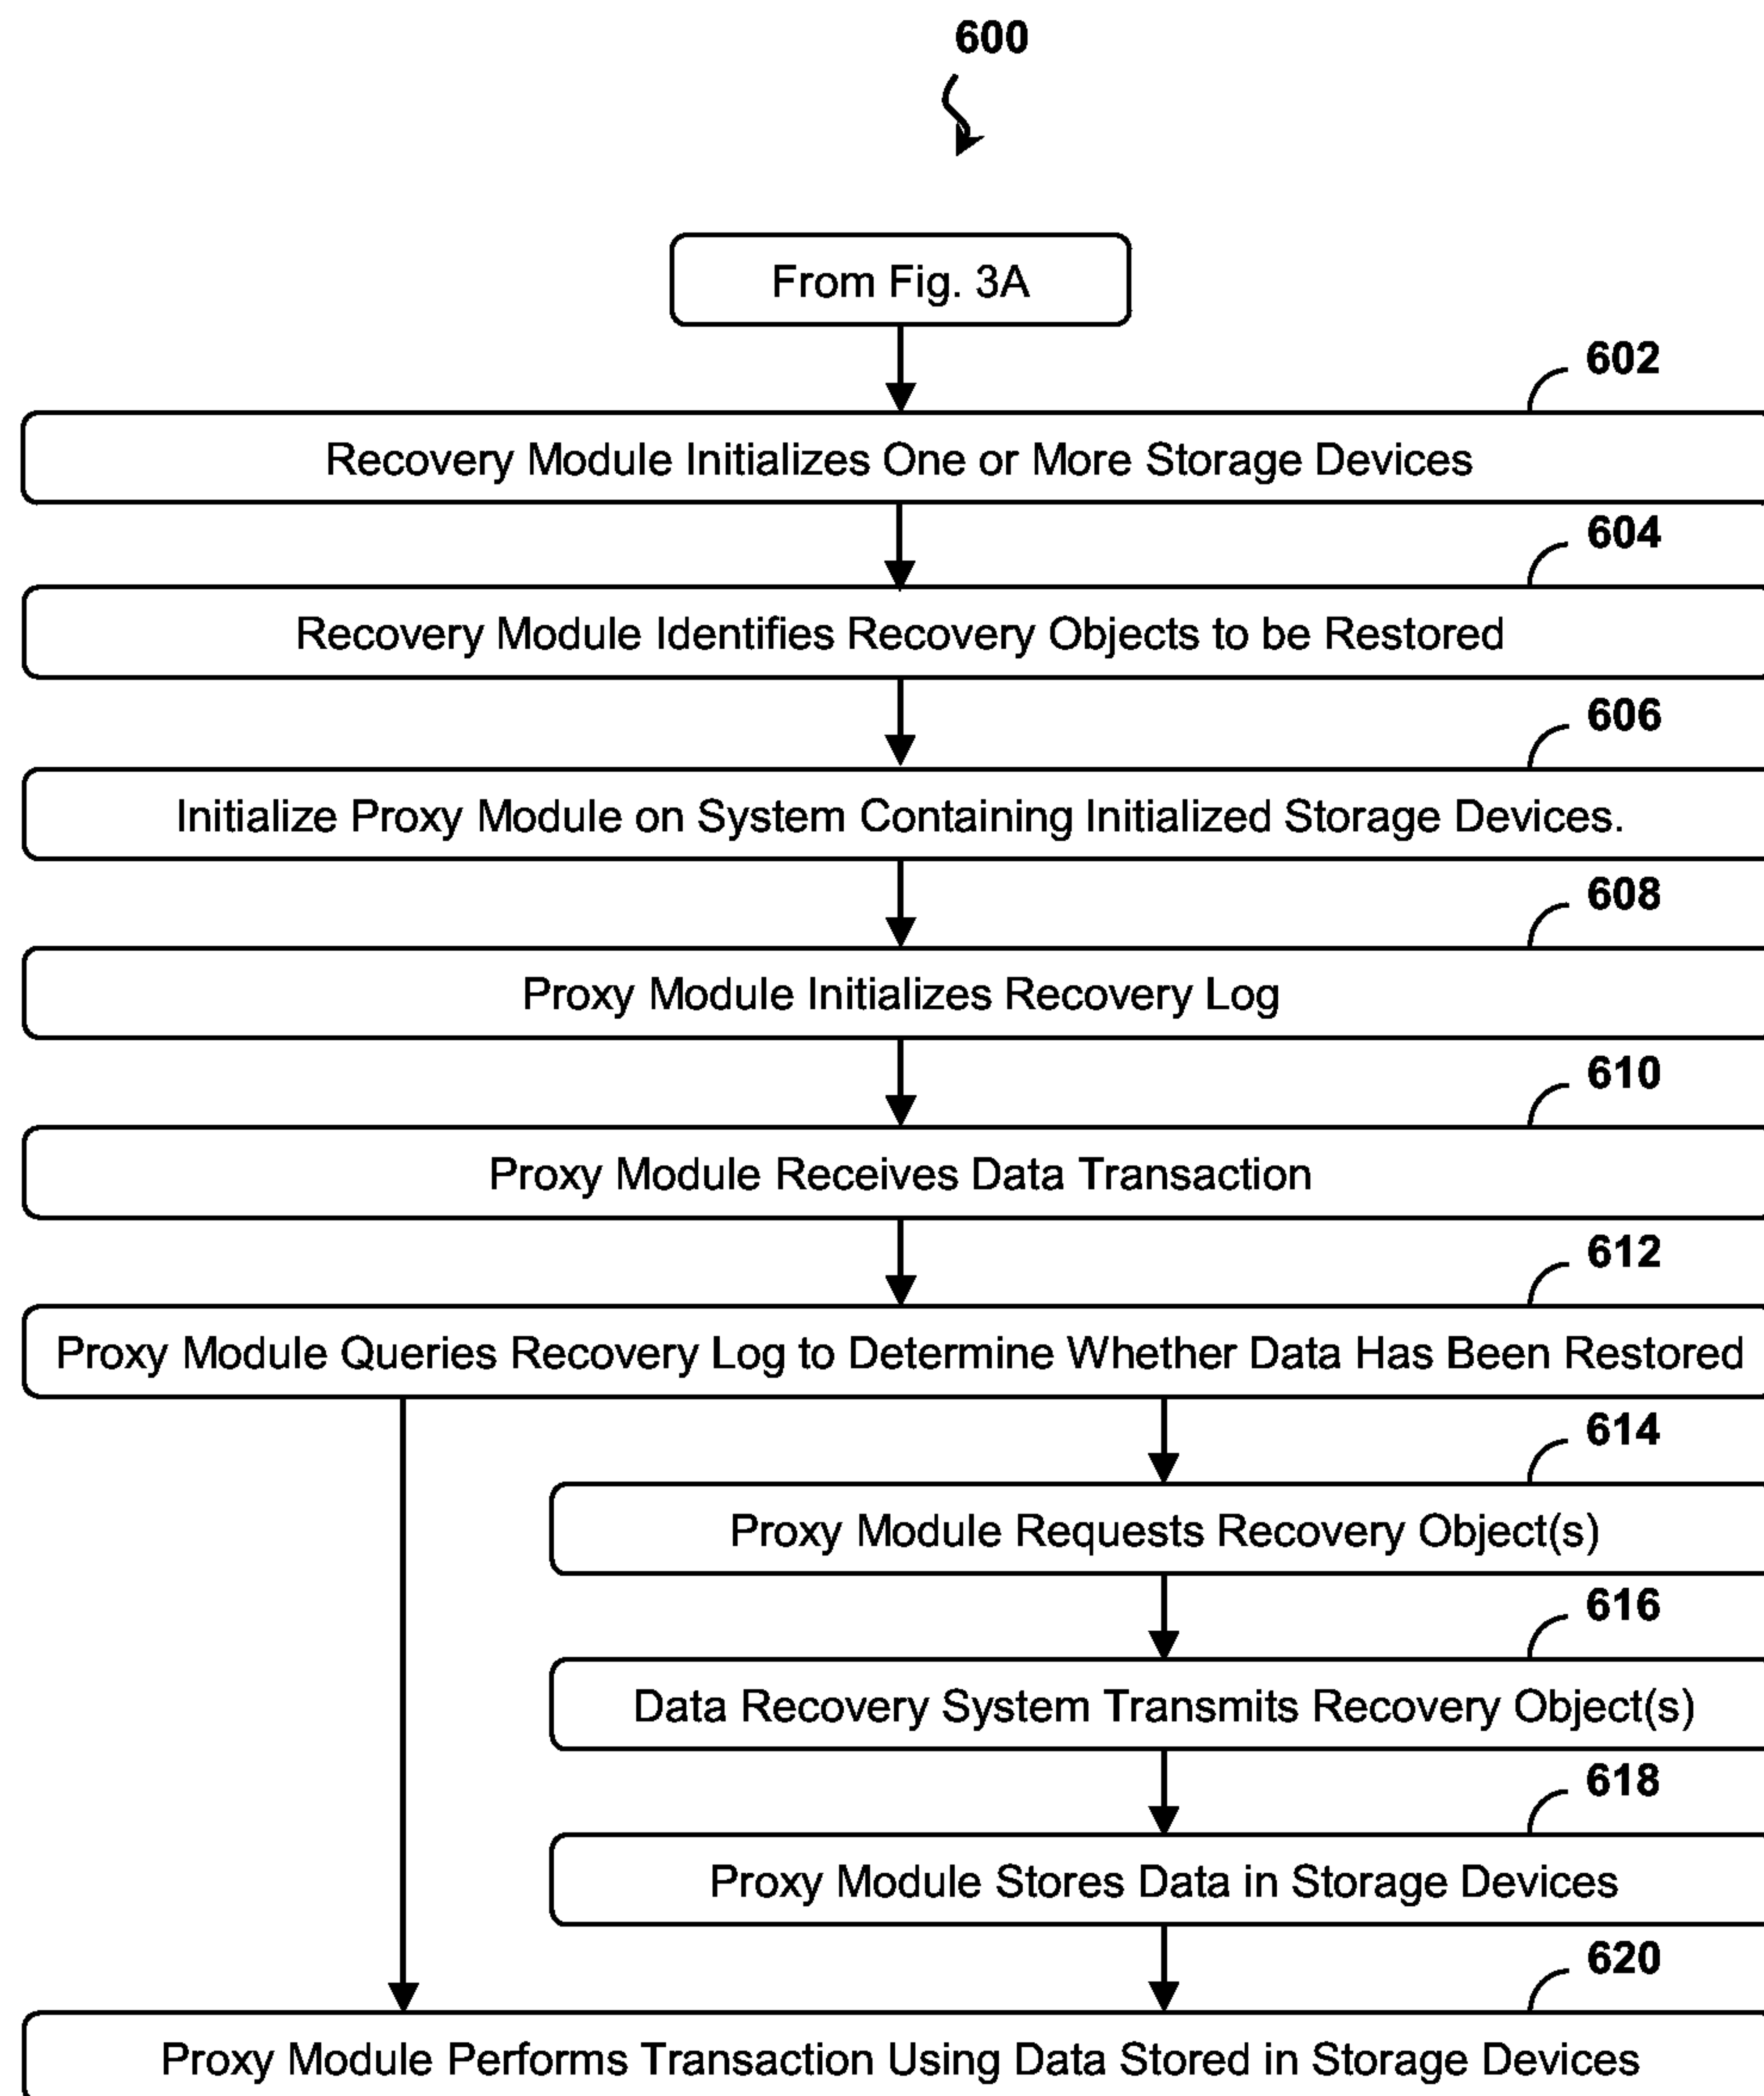 600
From Fig. 3A
602
Recovery Module Initializes One or More Storage Devices
604
Recovery Module Identifies Recovery Objects to be Restored
606
Initialize Proxy Module on System Containing Initialized Storage Devices.
608
Proxy Module Initializes Recovery Log
610
Proxy Module Receives Data Transaction
612
Proxy Module Queries Recovery Log to Determine Whether Data Has Been Restored
614
Proxy Module Requests Recovery Object(s)
616
Data Recovery System Transmits Recovery Object(s)
618
Proxy Module Stores Data in Storage Devices
620
Proxy Module Performs Transaction Using Data Stored in Storage Devices